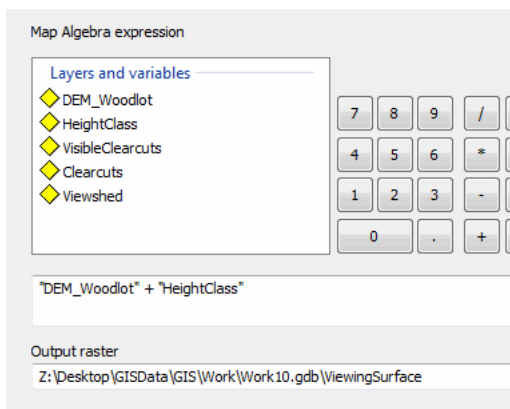 Map Algebra expression
Layers and variables
DEM_Woodlot
HeightClass
VisibleClearcuts
Clearcuts
Viewshed
7 8 9 /
4 5 6 *
1 2 3 -
0 . +
"DEM_Woodlot" + "HeightClass"
Output raster
Z:\Desktop\GISData\GIS\Work\Work10.gdb\ViewingSurface